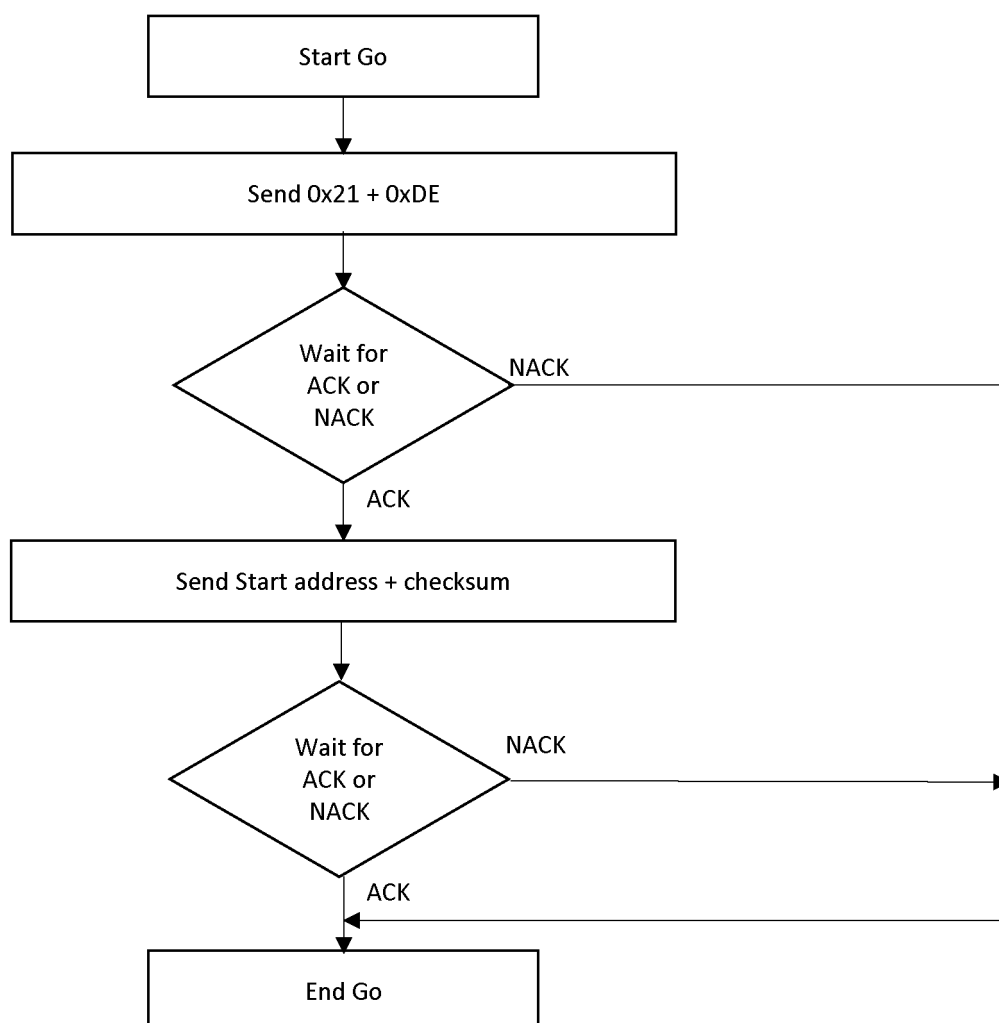 Start Go
Send 0x21 + 0xDE
Wait for
ACK or
NACK
NACK
ACK
Send Start address + checksum
Wait for
ACK or
NACK
NACK
ACK
End Go